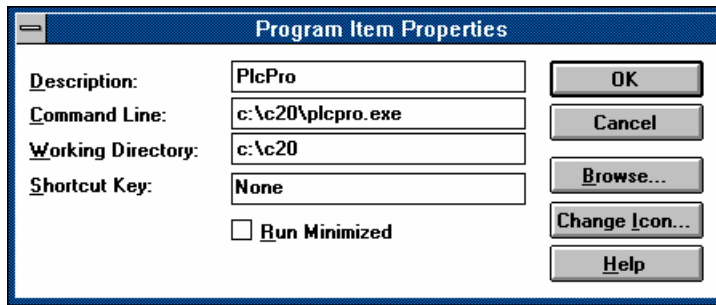 Program Item Properties
Description: PlcPro OK
Command Line: c:\c20\plcpro.exe Cancel
Working Directory: c:\c20
Shortcut Key: None Browse...
Run Minimized Change Icon...
Help